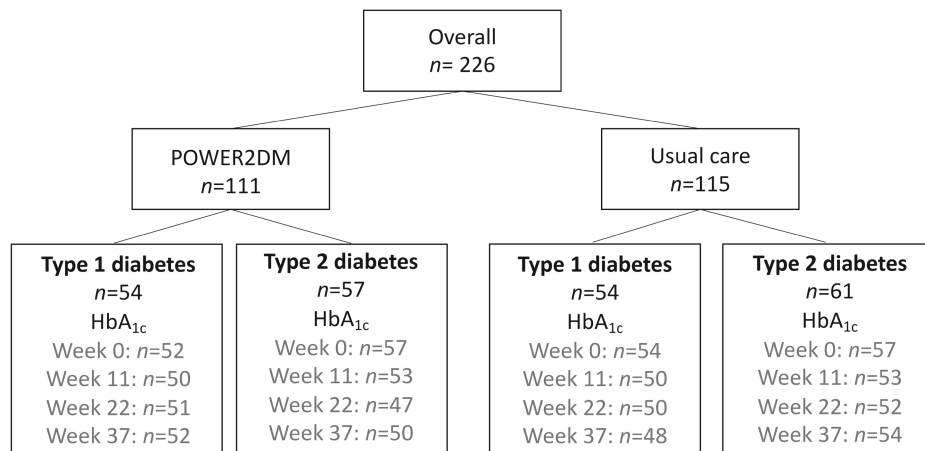 Overall
n= 226
POWER2DM
n=111
Usual care
n=115
Type 1 diabetes
n=54
HbA1c
Week 0: n=52
Week 11: n=50
Week 22: n=51
Week 37: n=52
Type 2 diabetes
n=57
HbA1c
Week 0: n=57
Week 11: n=53
Week 22: n=47
Week 37: n=50
Type 1 diabetes
n=54
HbA1c
Week 0: n=54
Week 11: n=50
Week 22: n=50
Week 37: n=48
Type 2 diabetes
n=61
HbA1c
Week 0: n=57
Week 11: n=53
Week 22: n=52
Week 37: n=54